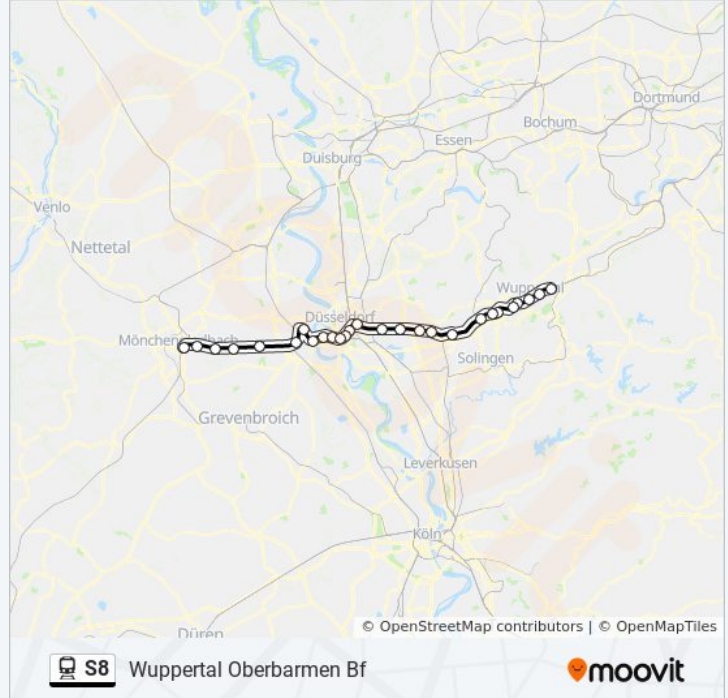 Dortmund
Bochum
Essen
Duisburg
Venlo
Nettetal
Düsseldorf
Solingen
Grevenbroich
Leverkusen
Köln
Düren
© OpenStreetMap contributors | © OpenMapTiles
S8 Wuppertal Oberbarmen Bf
moovit